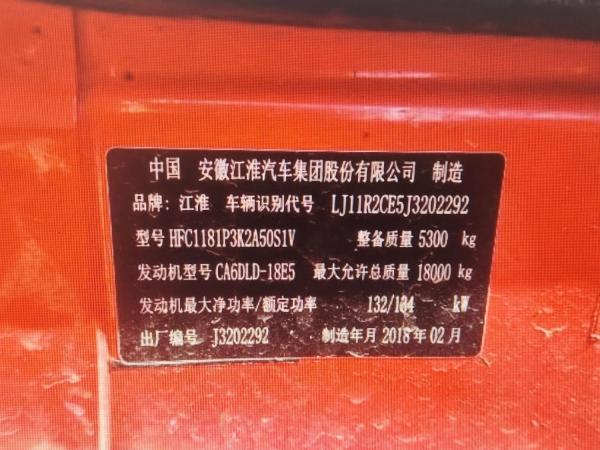 中国 安徽江淮汽车集团股份有限公司 制造
品牌: 江淮 车辆识别代号 LJ11R2CE5J3202292
型号 HFC1181P3K2A50S1V 整备质量 5300 kg
发动机型号 CA6DLD-18E5 最大允许总质量 18000 kg
发动机最大净功率/额定功率 132/134 kW
出厂编号 J3202292 制造年月 2018 年 02 月